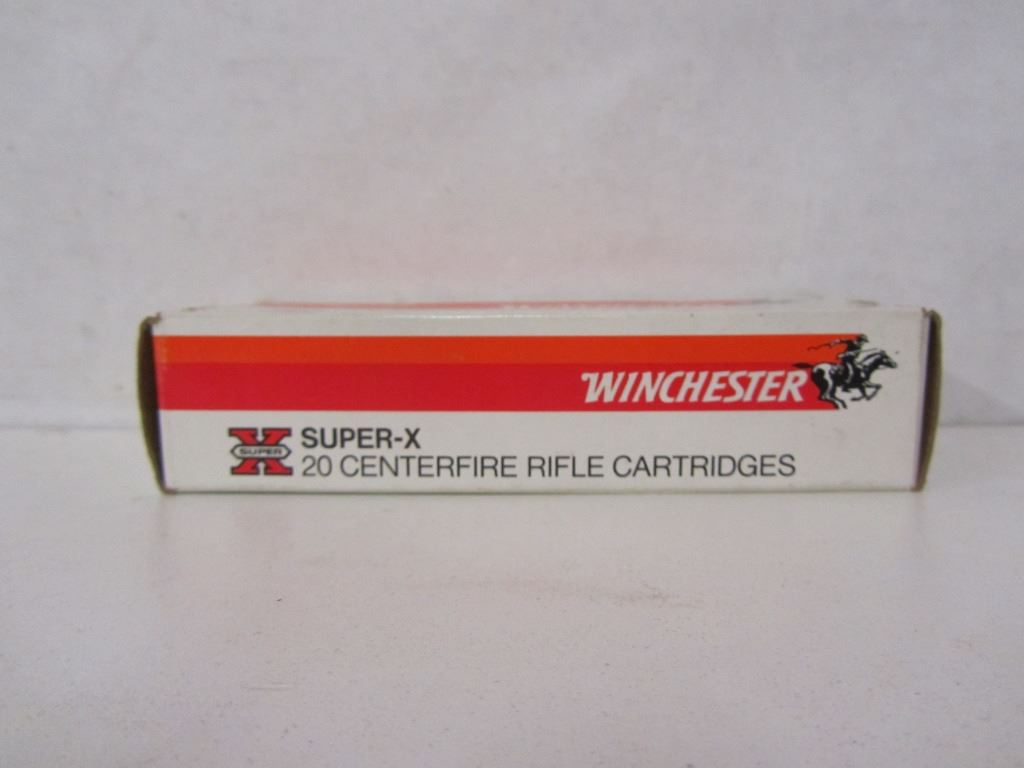 WINCHESTER
SUPER
SUPER-X
20 CENTERFIRE RIFLE CARTRIDGES